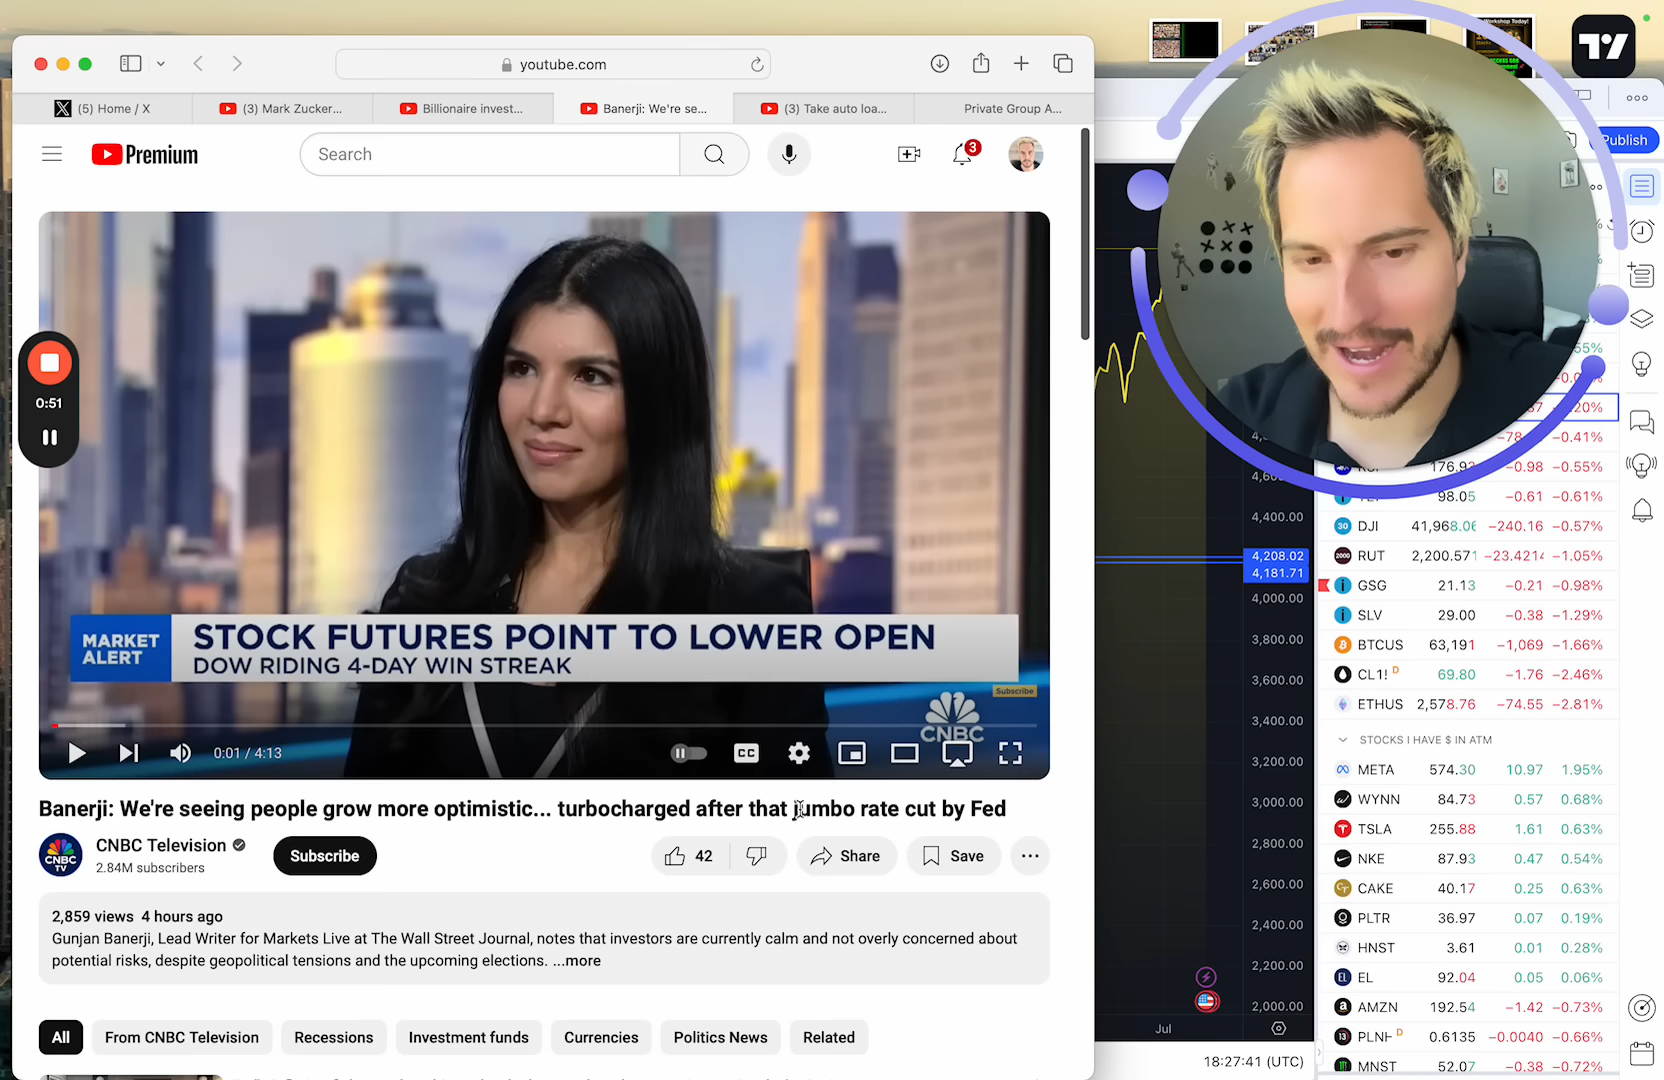 youtube.com
(5) Home / X
(3) Mark Zucker...
Billionaire invest...
Banerji: We're se...
(3) Take auto loa...
Private Group A...
Premium
Search
3
Publish
0:51
MARKET ALERT
STOCK FUTURES POINT TO LOWER OPEN
DOW RIDING 4-DAY WIN STREAK
Subscribe
CNBC
0:01 / 4:13
CC
Banerji: We're seeing people grow more optimistic... turbocharged after that jumbo rate cut by Fed
CNBC TV
CNBC Television
2.84M subscribers
Subscribe
42
Share
Save
2,859 views 4 hours ago
Gunjan Banerji, Lead Writer for Markets Live at The Wall Street Journal, notes that investors are currently calm and not overly concerned about
potential risks, despite geopolitical tensions and the upcoming elections. ...more
All
From CNBC Television
Recessions
Investment funds
Currencies
Politics News
Related
4,400.00
4,208.02
4,181.71
4,000.00
3,800.00
3,600.00
3,400.00
3,200.00
3,000.00
2,800.00
2,600.00
2,400.00
2,200.00
2,000.00
Jul
18:27:41 (UTC)
−0.41%
176.92 −0.98 −0.55%
98.05 −0.61 −0.61%
30 DJI 41,968.06 −240.16 −0.57%
2000 RUT 2,200.571 −23.4214 −1.05%
GSG 21.13 −0.21 −0.98%
SLV 29.00 −0.38 −1.29%
BTCUS 63,191 −1,069 −1.66%
CL1! D 69.80 −1.76 −2.46%
ETHUS 2,578.76 −74.55 −2.81%
STOCKS I HAVE $ IN ATM
META 574.30 10.97 1.95%
WYNN 84.73 0.57 0.68%
TSLA 255.88 1.61 0.63%
NKE 87.93 0.47 0.54%
CAKE 40.17 0.25 0.63%
PLTR 36.97 0.07 0.19%
HNST 3.61 0.01 0.28%
EL 92.04 0.05 0.06%
AMZN 192.54 −1.42 −0.73%
13 PLNH D 0.6135 −0.0040 −0.66%
MNST 52.07 −0.38 −0.72%